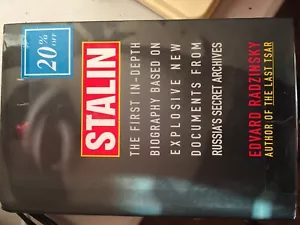 20% OFF
STALIN
THE FIRST IN-DEPTH
BIOGRAPHY BASED ON
EXPLOSIVE NEW
DOCUMENTS FROM
RUSSIA'S SECRET ARCHIVES
EDVARD RADZINSKY
AUTHOR OF THE LAST TSAR